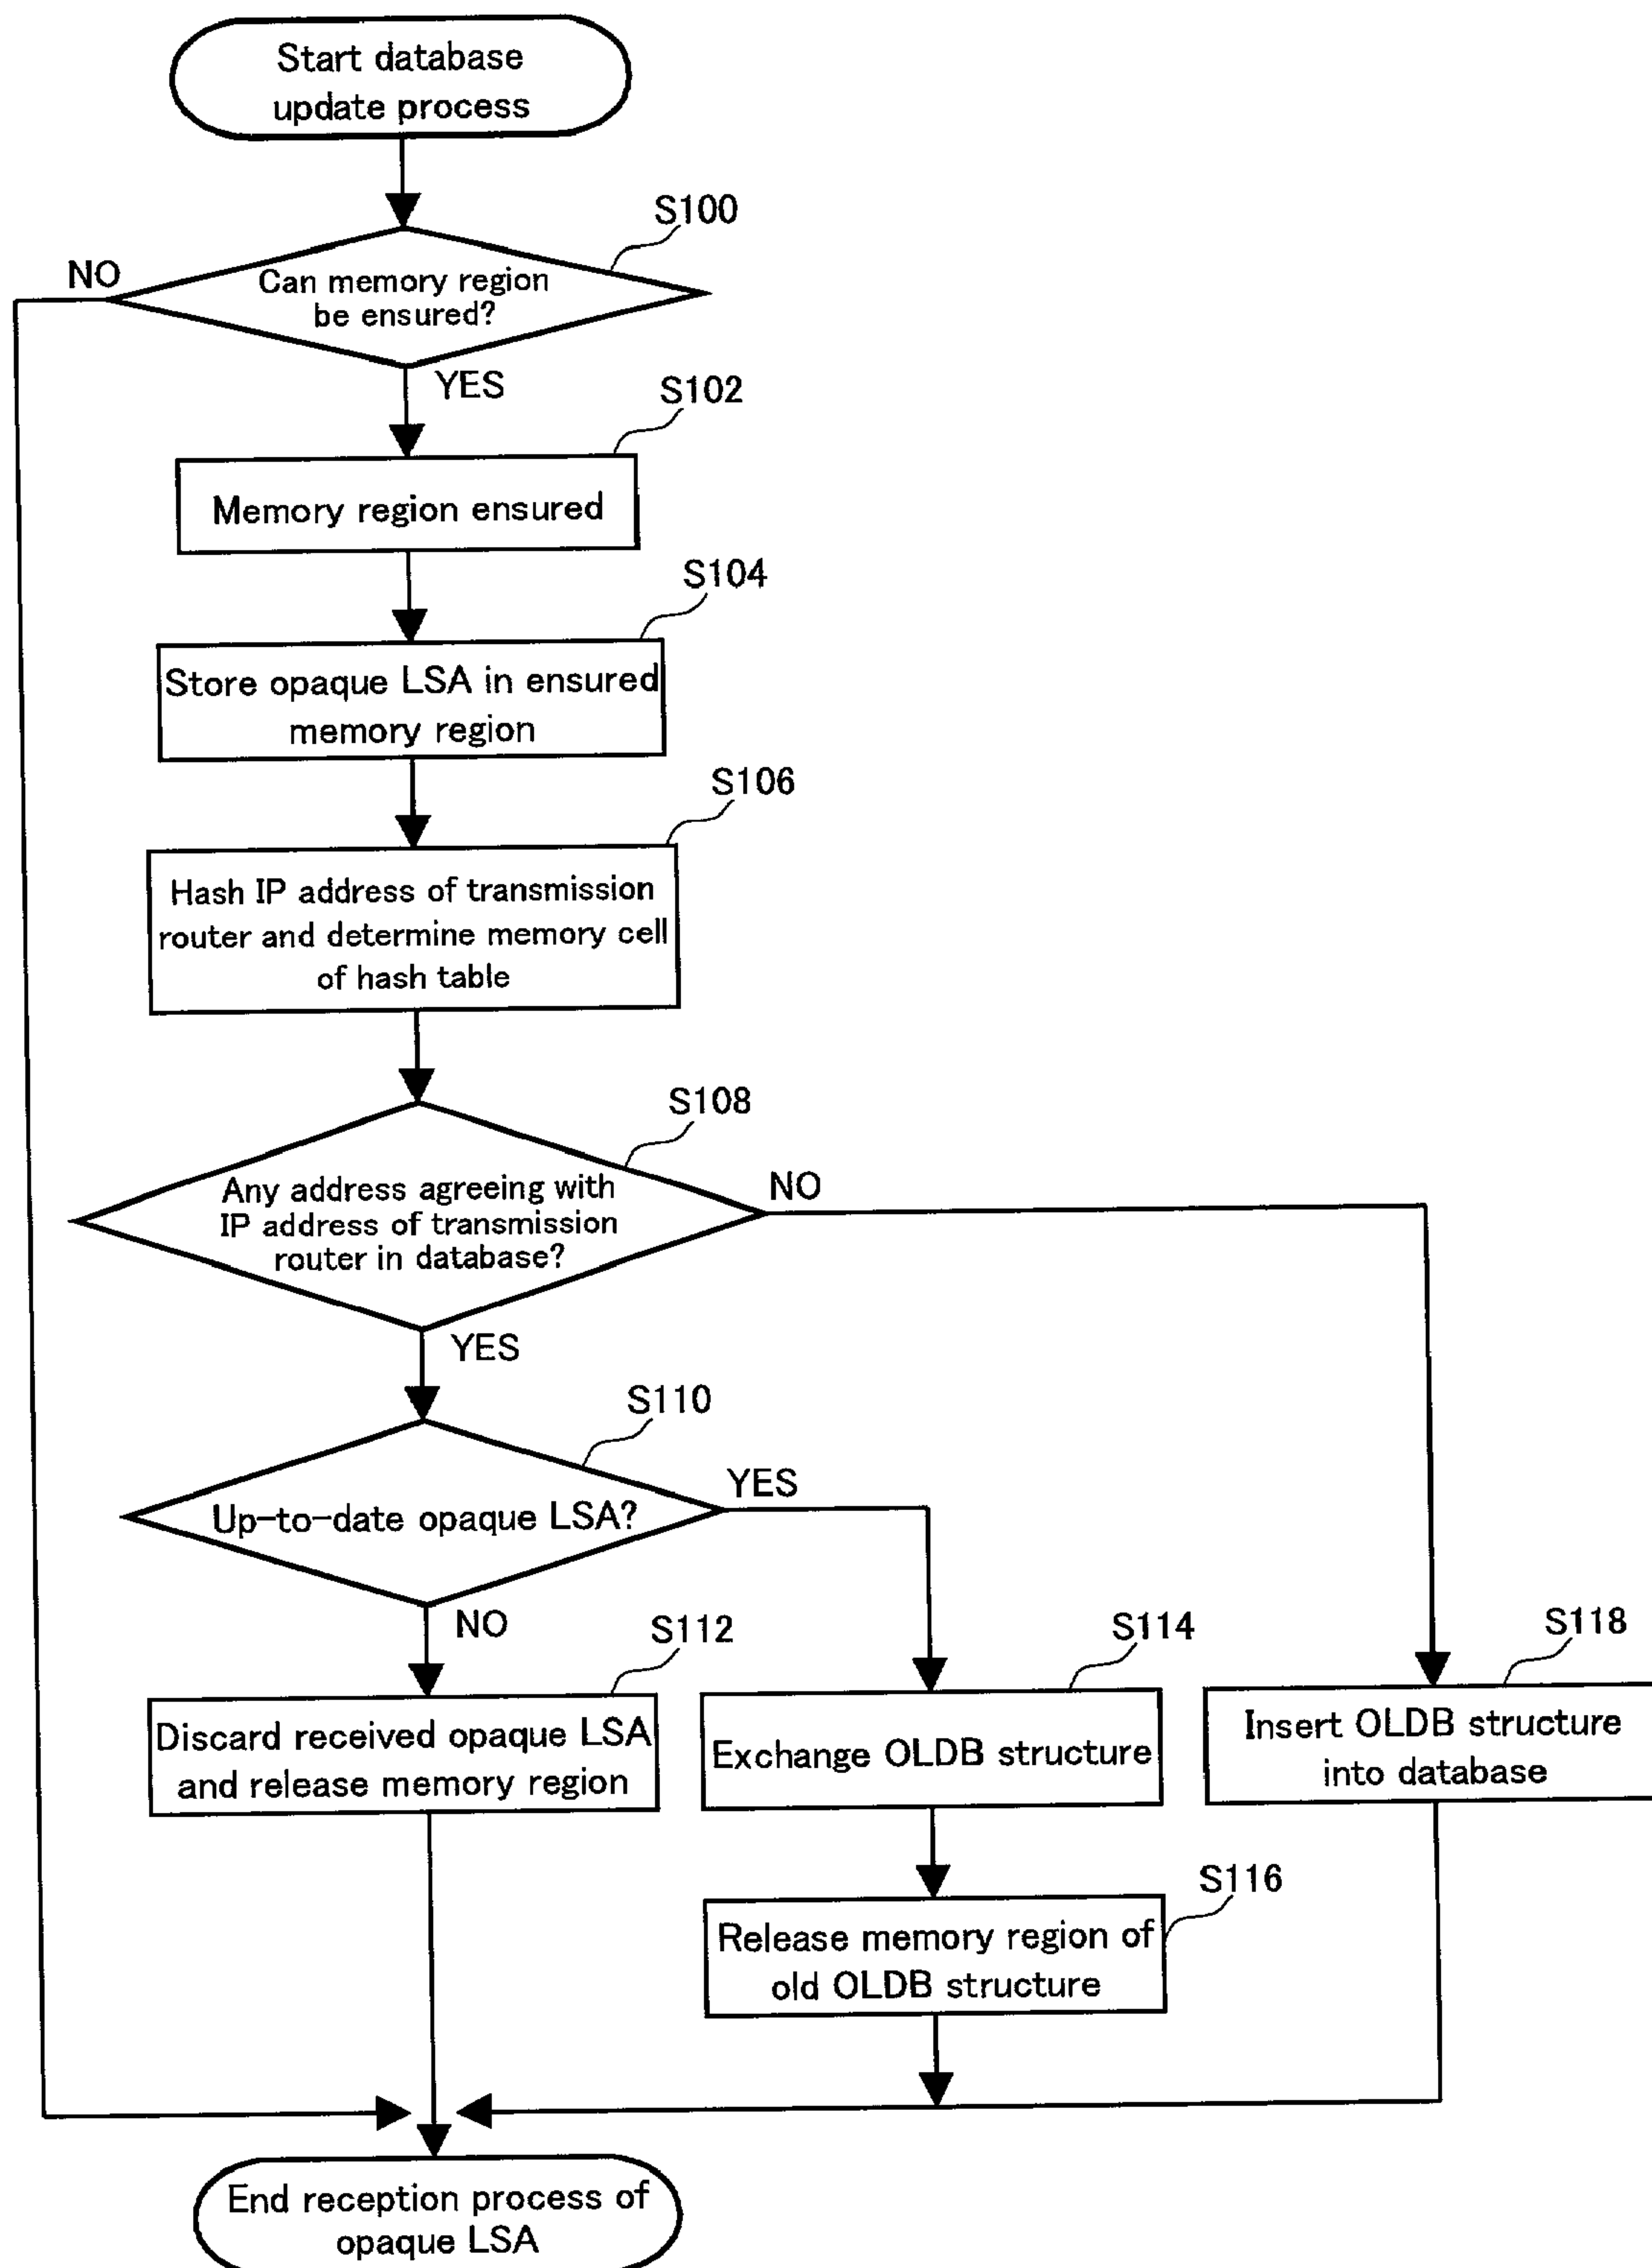 Start database
update process
S100
NO
Can memory region
be ensured?
YES
S102
Memory region ensured
S104
Store opaque LSA in ensured
memory region
S106
Hash IP address of transmission
router and determine memory cell
of hash table
S108
Any address agreeing with
IP address of transmission
router in database?
NO
YES
S110
Up-to-date opaque LSA?
YES
NO
S112
Discard received opaque LSA
and release memory region
S114
Exchange OLDB structure
S118
Insert OLDB structure
into database
S116
Release memory region of
old OLDB structure
End reception process of
opaque LSA